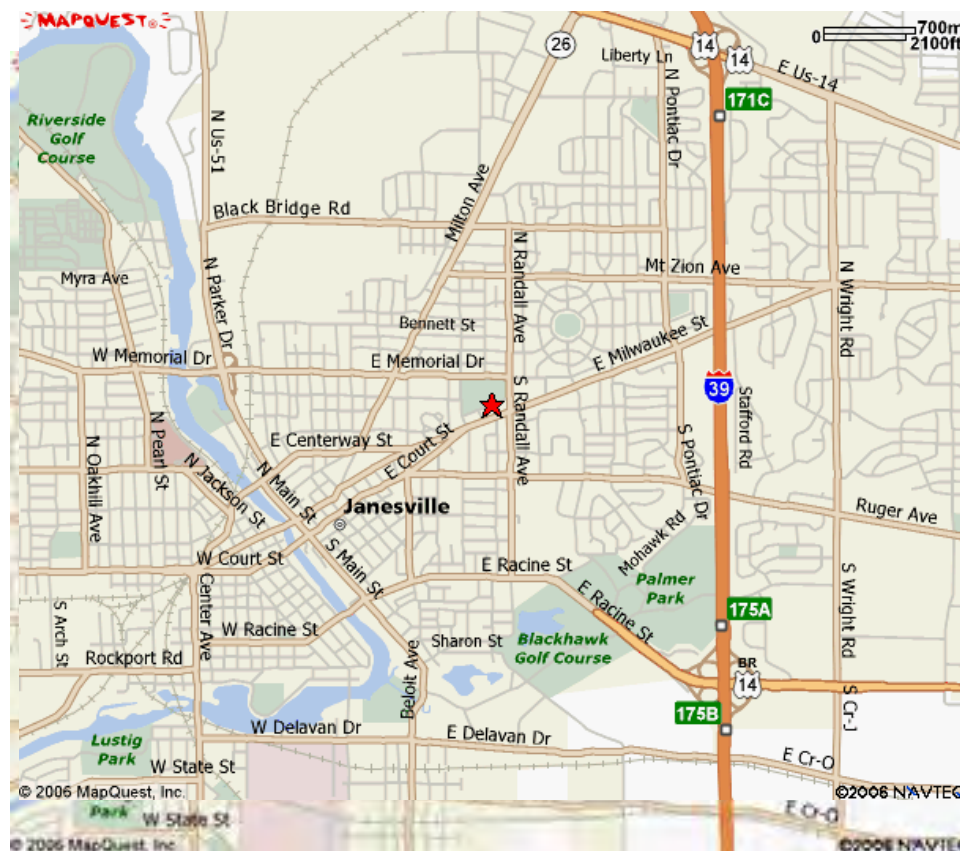 MAPQUEST®
700m
0
2100ft
26
Liberty Ln
14
14
E Us-14
171C
Riverside
Golf
Course
N Us-51
N Pontiac Dr
Milton Ave
Black Bridge Rd
N Randall Ave
Mt Zion Ave
Myra Ave
N Parker Dr
N Wright Rd
Bennett St
E Milwaukee St
W Memorial Dr
E Memorial Dr
39
S Randall Ave
Stafford Rd
N Pearl St
E Centerway St
E Court St
S Pontiac Dr
N Oakhill Ave
N Jackson St
N Main St
Janesville
Ruger Ave
Mohawk Rd
W Court St
S Main St
E Racine St
Palmer
Park
S Arch St
Center Ave
E Racine St
175A
S Wright Rd
W Racine St
Sharon St
Blackhawk
Golf Course
Rockport Rd
Beloit Ave
BR
14
S Cr-J
175B
W Delavan Dr
E Delavan Dr
Lustig
Park
W State St
E Cr-O
© 2006 MapQuest, Inc.
©2006 NAVTEQ
Park
W State St
E Cr-O
© 2006 MapQuest, Inc.
©2006 NAVTEQ